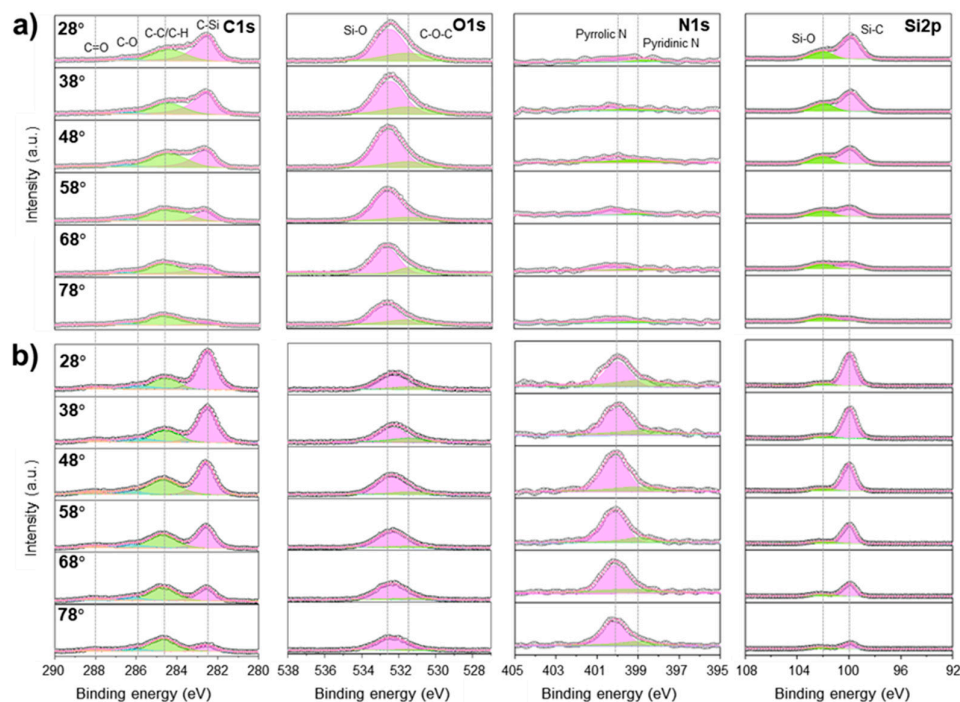 a)
28°
38°
48°
58°
68°
78°
C=O
C-O
C-C/C-H
C-Si
C1s
Si-O
C-O-C
O1s
Pyrrolic N
Pyridinic N
N1s
Si-O
Si-C
Si2p
Intensity (a.u.)
b)
28°
38°
48°
58°
68°
78°
Intensity (a.u.)
290 288 286 284 282 280
538 536 534 532 530 528
405 403 401 399 397 395
108 104 100 96 92
Binding energy (eV)
Binding energy (eV)
Binding energy (eV)
Binding energy (eV)